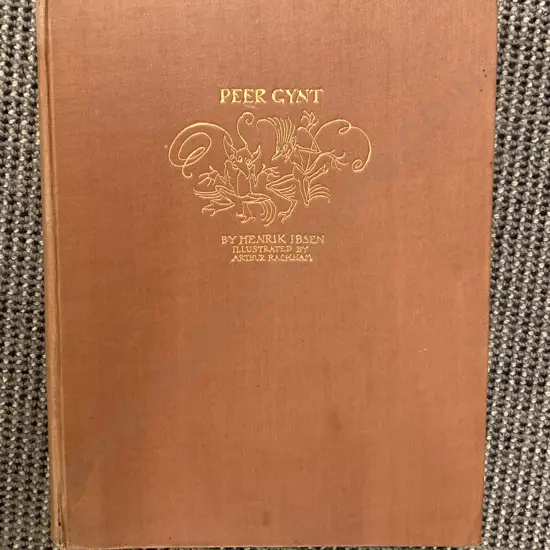 PEER GYNT
BY HENRIK IBSEN
ILLUSTRATED BY
ARTHUR RACKHAM